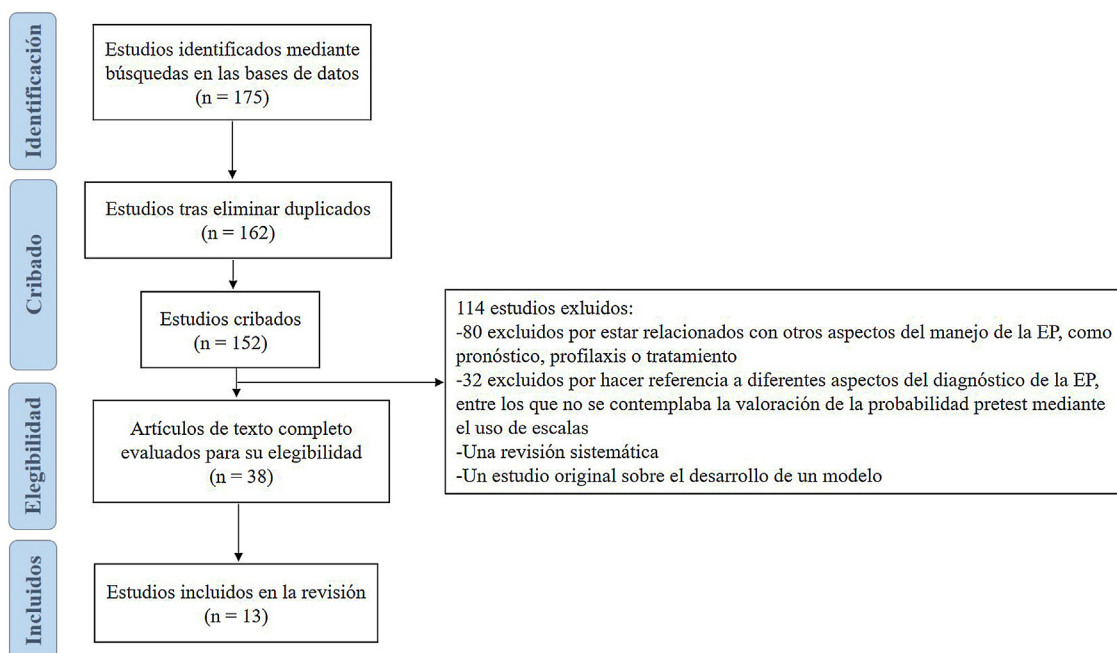 Identificación
Estudios identificados mediante
búsquedas en las bases de datos
(n = 175)
Cribado
Estudios tras eliminar duplicados
(n = 162)
Estudios cribados
(n = 152)
114 estudios exluidos:
-80 excluidos por estar relacionados con otros aspectos del manejo de la EP, como
pronóstico, profilaxis o tratamiento
-32 excluidos por hacer referencia a diferentes aspectos del diagnóstico de la EP,
entre los que no se contemplaba la valoración de la probabilidad pretest mediante
el uso de escalas
-Una revisión sistemática
-Un estudio original sobre el desarrollo de un modelo
Elegibilidad
Artículos de texto completo
evaluados para su elegibilidad
(n = 38)
Incluidos
Estudios incluidos en la revisión
(n = 13)